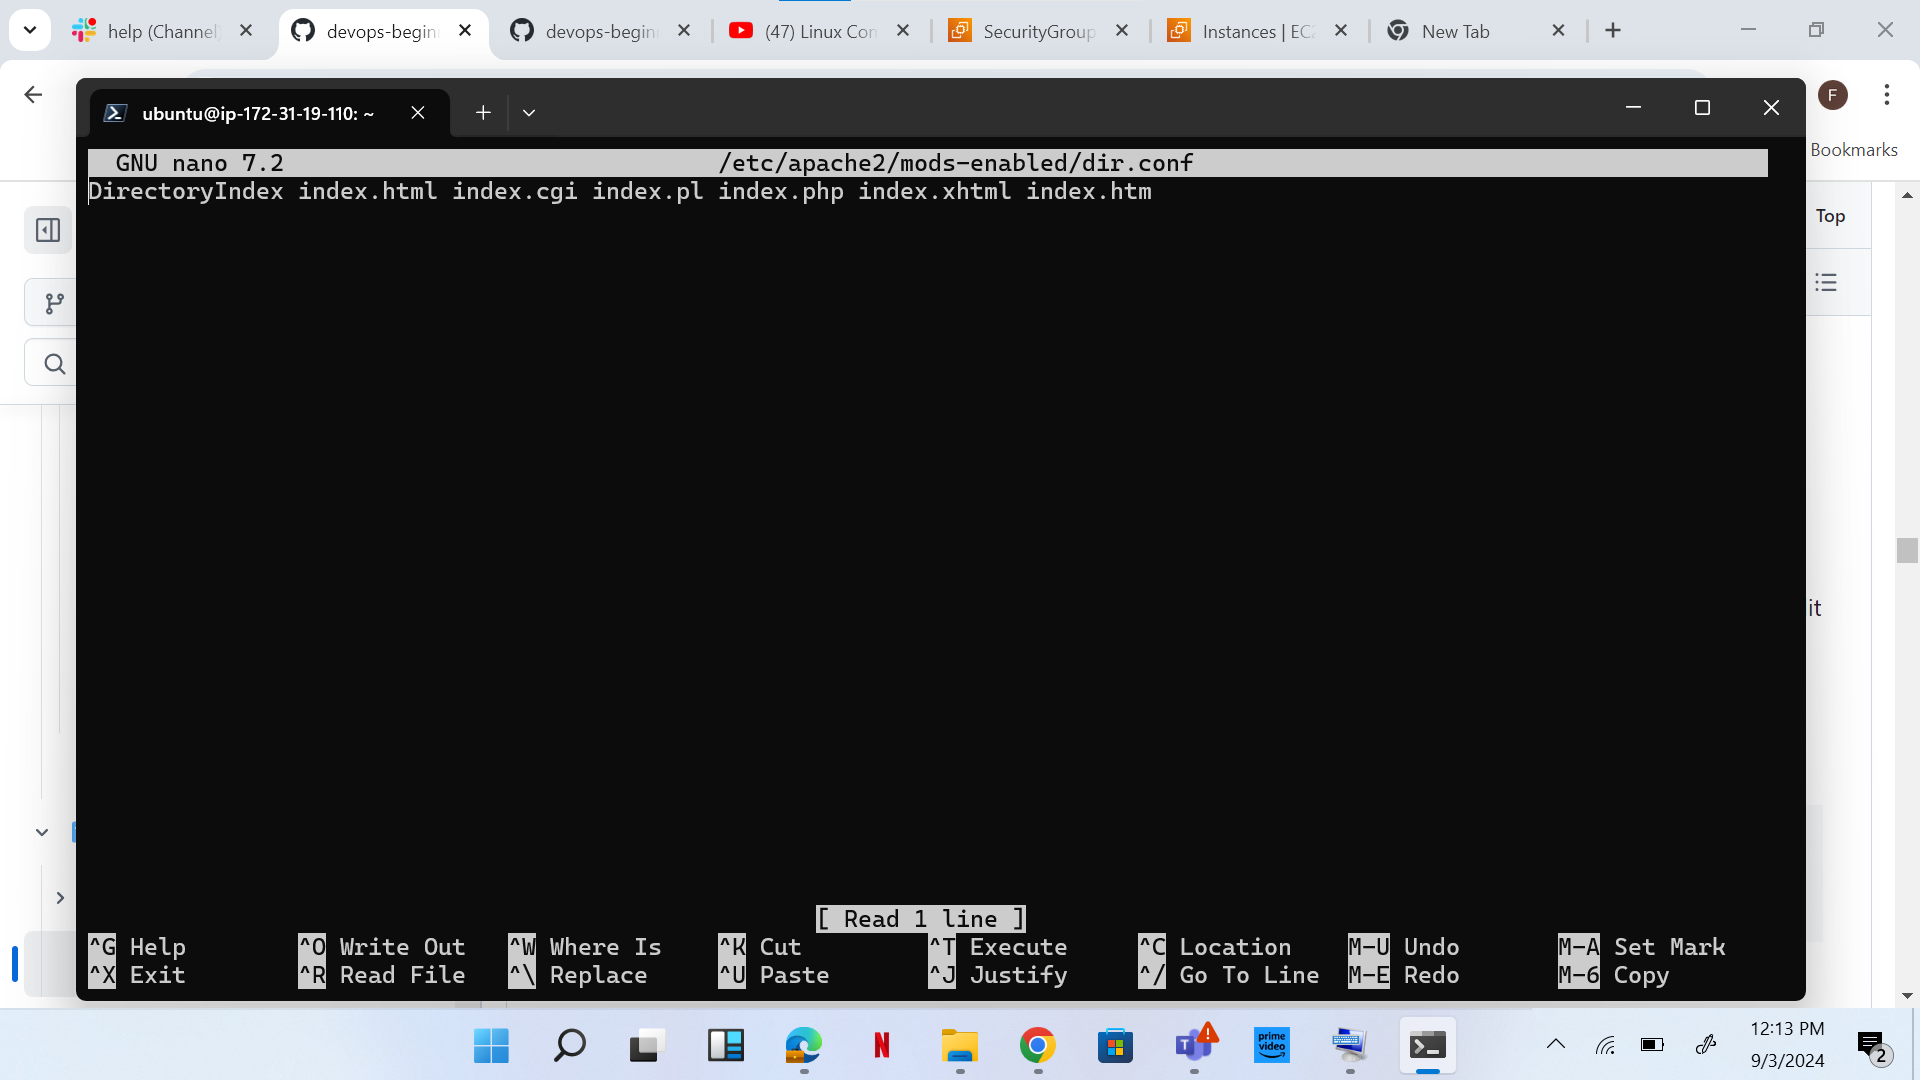 help (Channel)
devops-begin
devops-begin
(47) Linux Con
SecurityGroup
Instances | EC2
New Tab
F
Bookmarks
ubuntu@ip-172-31-19-110: ~
GNU nano 7.2 /etc/apache2/mods-enabled/dir.conf
DirectoryIndex index.html index.cgi index.pl index.php index.xhtml index.htm
Top
it
[ Read 1 line ]
^G Help ^O Write Out ^W Where Is ^K Cut ^T Execute ^C Location M-U Undo M-A Set Mark
^X Exit ^R Read File ^\ Replace ^U Paste ^J Justify ^/ Go To Line M-E Redo M-6 Copy
N
T
prime video
12:13 PM
9/3/2024
2